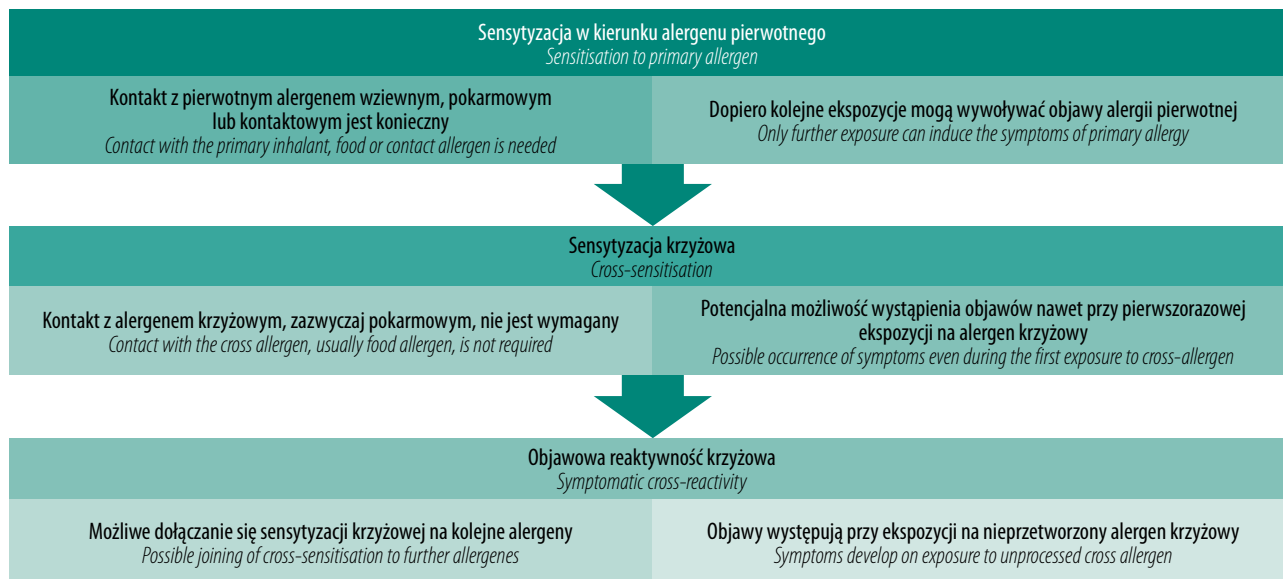 Sensytyzacja w kierunku alergenu pierwotnego
Sensitisation to primary allergen
Kontakt z pierwotnym alergenem wziewnym, pokarmowym
lub kontaktowym jest konieczny
Contact with the primary inhalant, food or contact allergen is needed
Dopiero kolejne ekspozycje mogą wywoływać objawy alergii pierwotnej
Only further exposure can induce the symptoms of primary allergy
Sensytyzacja krzyżowa
Cross-sensitisation
Kontakt z alergenem krzyżowym, zazwyczaj pokarmowym, nie jest wymagany
Contact with the cross allergen, usually food allergen, is not required
Potencjalna możliwość wystąpienia objawów nawet przy pierwszorazowej
ekspozycji na alergen krzyżowy
Possible occurrence of symptoms even during the first exposure to cross-allergen
Objawowa reaktywność krzyżowa
Symptomatic cross-reactivity
Możliwe dołączanie się sensytyzacji krzyżowej na kolejne alergeny
Possible joining of cross-sensitisation to further allergenes
Objawy występują przy ekspozycji na nieprzetworzony alergen krzyżowy
Symptoms develop on exposure to unprocessed cross allergen